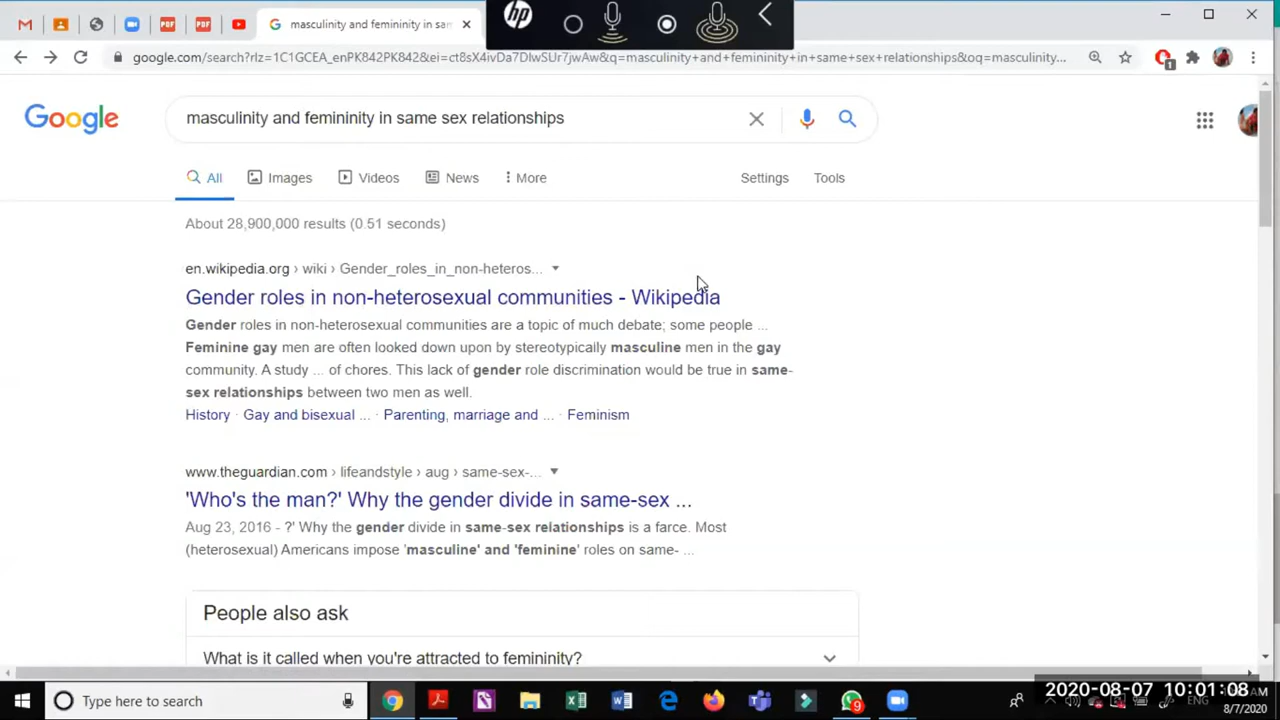 masculinity and femininity in san
hp
google.com/search?rlz=1C1GCEA_enPK842PK842&ei=ct8sX4ivDa7DlwSUr7jwAw&q=masculinity+and+femininity+in+same+sex+relationships&oq=masculinity...
1
Google
masculinity and femininity in same sex relationships
All Images Videos News More Settings Tools
About 28,900,000 results (0.51 seconds)
en.wikipedia.org › wiki › Gender_roles_in_non-heteros...
Gender roles in non-heterosexual communities - Wikipedia
Gender roles in non-heterosexual communities are a topic of much debate; some people ...
Feminine gay men are often looked down upon by stereotypically masculine men in the gay
community. A study ... of chores. This lack of gender role discrimination would be true in same-
sex relationships between two men as well.
History · Gay and bisexual ... · Parenting, marriage and ... · Feminism
www.theguardian.com › lifeandstyle › aug › same-sex-...
'Who's the man?' Why the gender divide in same-sex ...
Aug 23, 2016 - ?' Why the gender divide in same-sex relationships is a farce. Most
(heterosexual) Americans impose 'masculine' and 'feminine' roles on same- ...
People also ask
What is it called when you're attracted to femininity?
Type here to search
9
2020-08-07 10:01:08 AM
ENG
8/7/2020